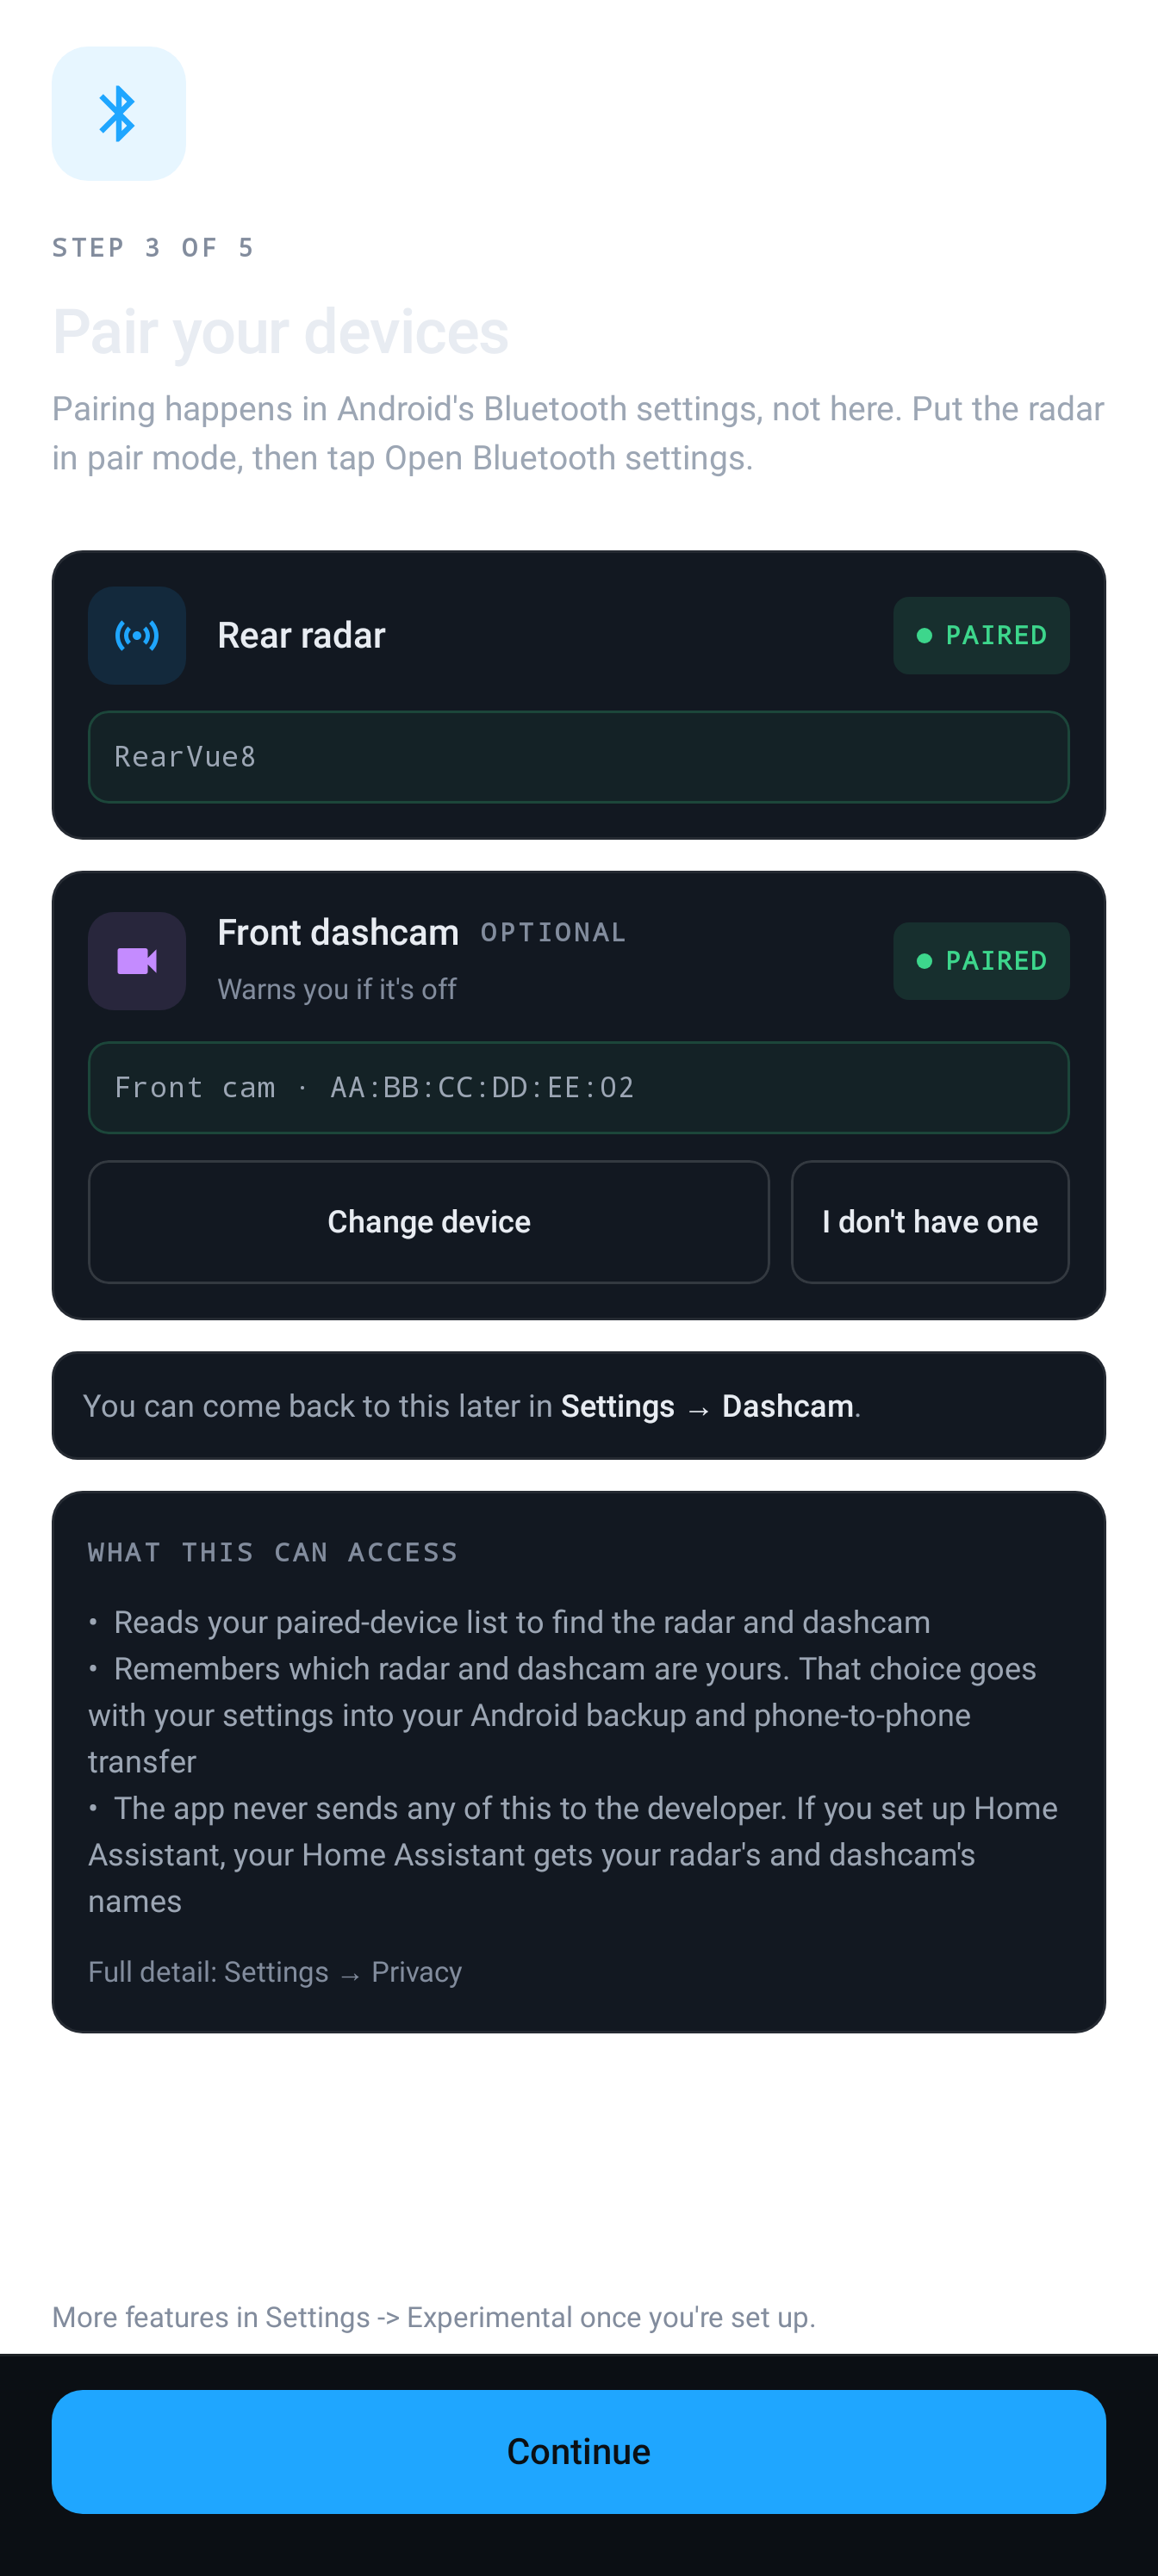 STEP 3 OF 5
Pair your devices
Pairing happens in Android's Bluetooth settings, not here. Put the radar
in pair mode, then tap Open Bluetooth settings.
Rear radar
PAIRED
RearVue8
Front dashcam OPTIONAL
Warns you if it's off
PAIRED
Front cam · AA:BB:CC:DD:EE:02
Change device
I don't have one
You can come back to this later in Settings → Dashcam.
WHAT THIS CAN ACCESS
• Reads your paired-device list to find the radar and dashcam
• Remembers which radar and dashcam are yours. That choice goes
with your settings into your Android backup and phone-to-phone
transfer
• The app never sends any of this to the developer. If you set up Home
Assistant, your Home Assistant gets your radar's and dashcam's
names
Full detail: Settings → Privacy
More features in Settings -> Experimental once you're set up.
Continue